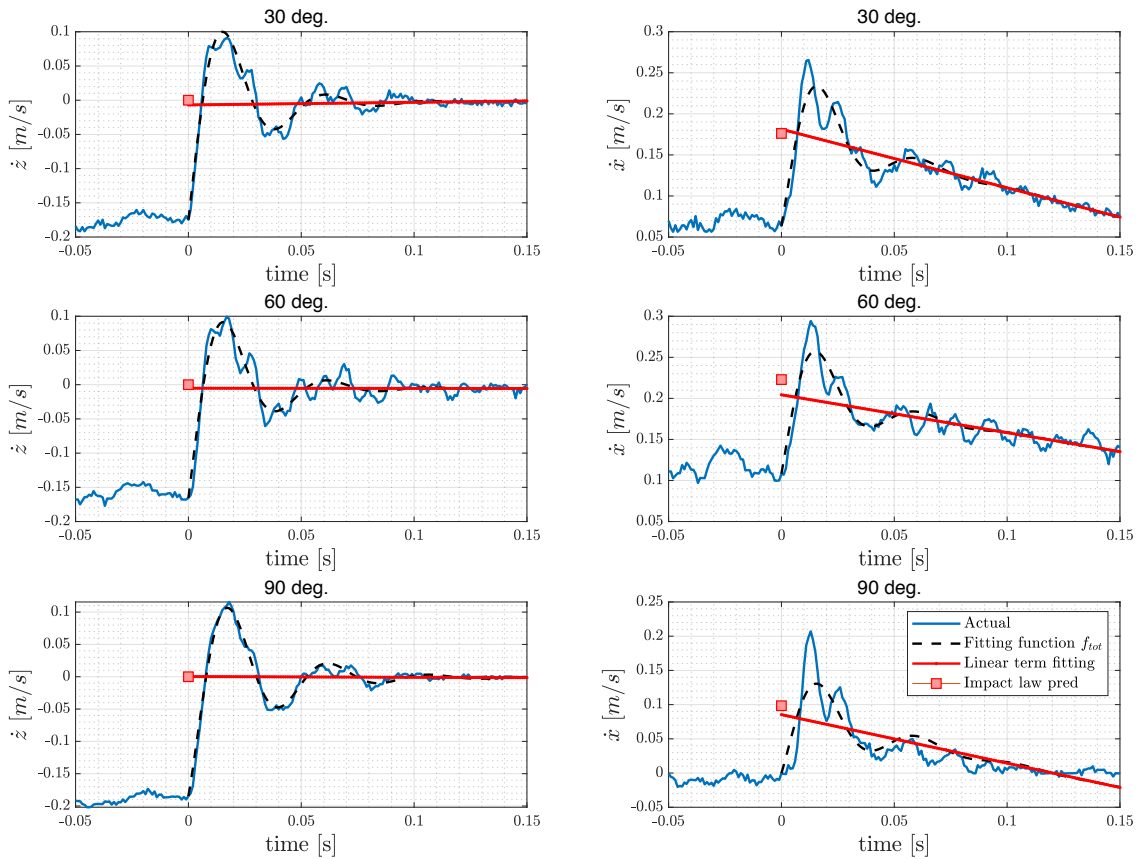 30 deg.
0.1
0.05
0
-0.05
-0.1
-0.15
-0.2
ż [m/s]
-0.05 0 0.05 0.1 0.15
time [s]
30 deg.
0.3
0.25
0.2
0.15
0.1
0.05
ẋ [m/s]
-0.05 0 0.05 0.1 0.15
time [s]
60 deg.
0.1
0.05
0
-0.05
-0.1
-0.15
-0.2
ż [m/s]
-0.05 0 0.05 0.1 0.15
time [s]
60 deg.
0.3
0.25
0.2
0.15
0.1
0.05
ẋ [m/s]
-0.05 0 0.05 0.1 0.15
time [s]
90 deg.
0.1
0.05
0
-0.05
-0.1
-0.15
-0.2
ż [m/s]
-0.05 0 0.05 0.1 0.15
time [s]
90 deg.
0.25
0.2
0.15
0.1
0.05
0
-0.05
ẋ [m/s]
-0.05 0 0.05 0.1 0.15
time [s]
Actual
Fitting function f_tot
Linear term fitting
Impact law pred